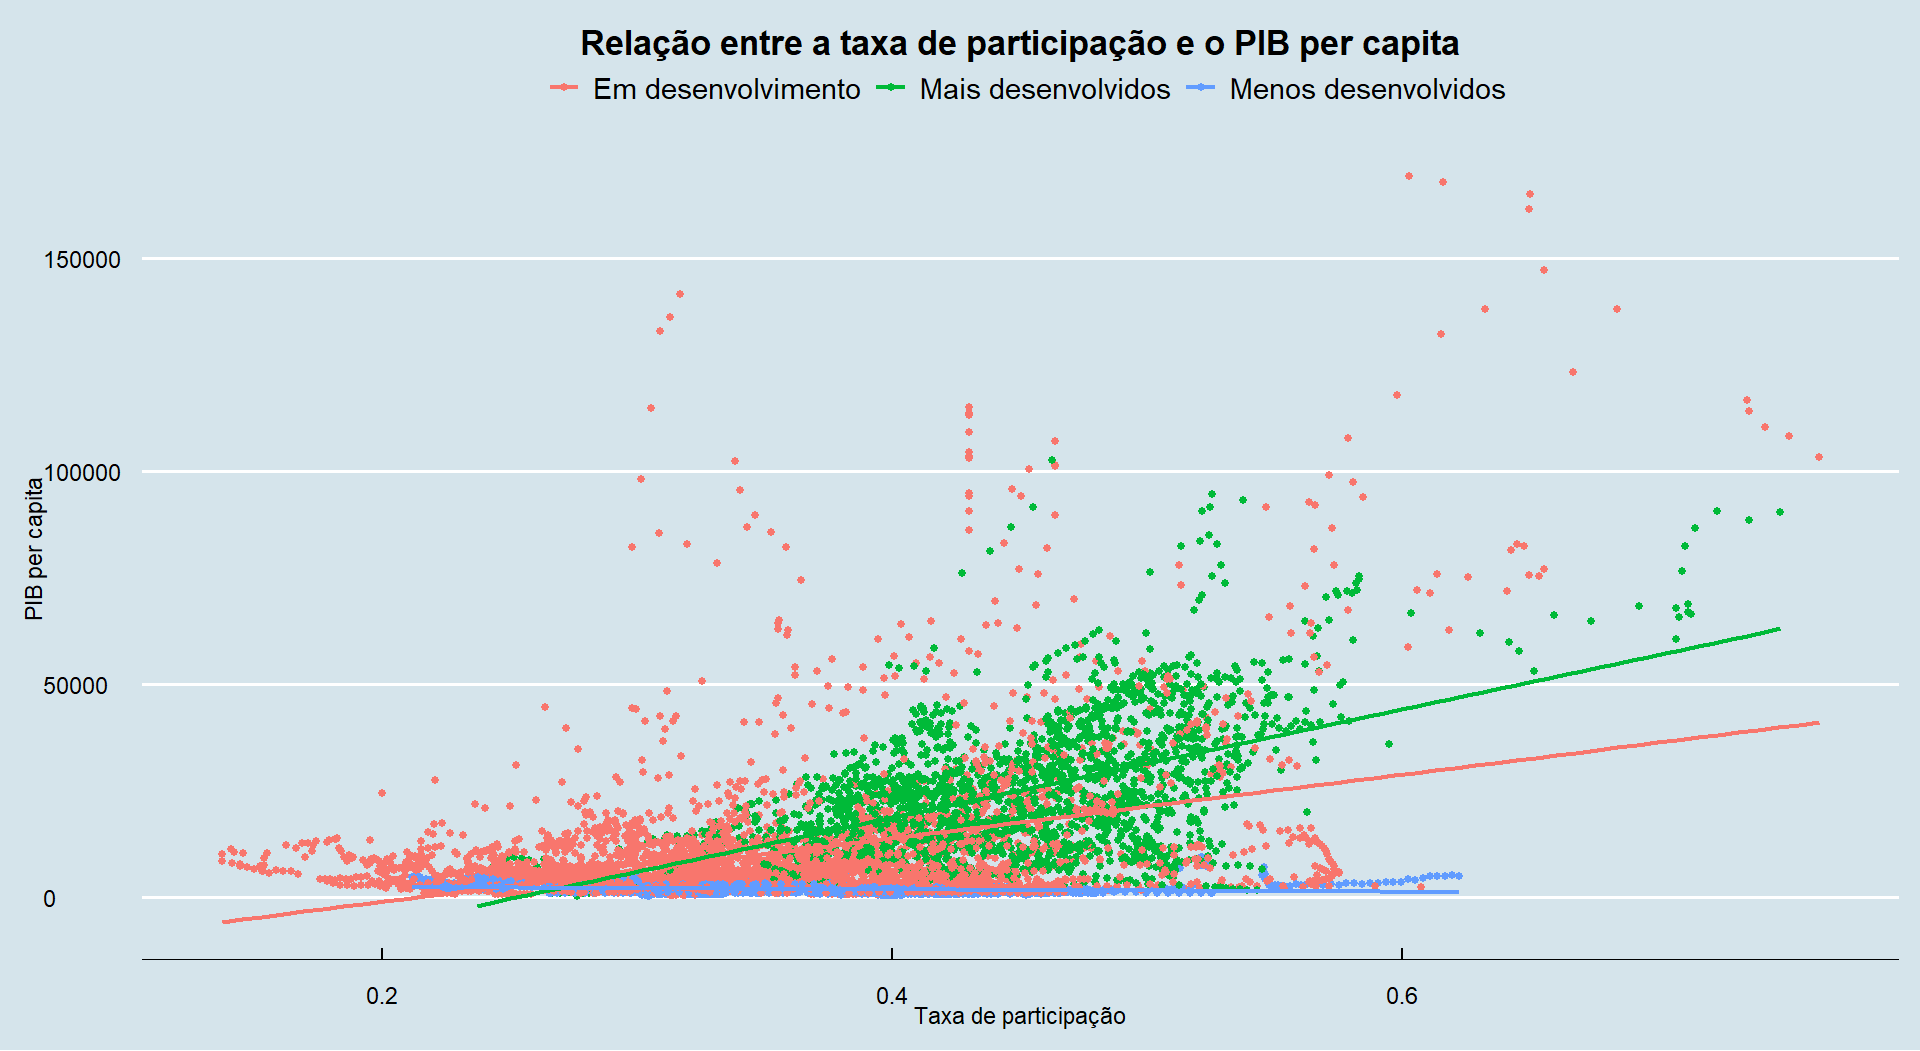 Relação entre a taxa de participação e o PIB per capita
Em desenvolvimento Mais desenvolvidos Menos desenvolvidos
150000
100000
50000
0
PIB per capita
0.2 0.4 0.6
Taxa de participação